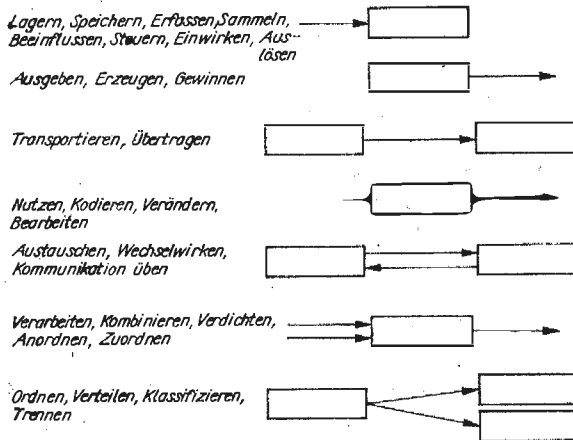 Lagern, Speichern, Erfassen, Sammeln,
Beeinflussen, Steuern, Einwirken, Aus-
lösen
Ausgeben, Erzeugen, Gewinnen
Transportieren, Übertragen
Nutzen, Kodieren, Verändern,
Bearbeiten
Austauschen, Wechselwirken,
Kommunikation üben
Verarbeiten, Kombinieren, Verdichten,
Anordnen, Zuordnen
Ordnen, Verteilen, Klassifizieren,
Trennen